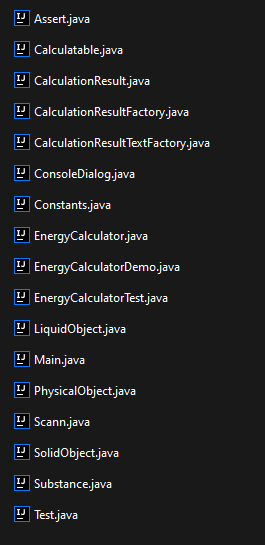 Assert.java
Calculatable.java
CalculationResult.java
CalculationResultFactory.java
CalculationResultTextFactory.java
ConsoleDialog.java
Constants.java
EnergyCalculator.java
EnergyCalculatorDemo.java
EnergyCalculatorTest.java
LiquidObject.java
Main.java
PhysicalObject.java
Scann.java
SolidObject.java
Substance.java
Test.java